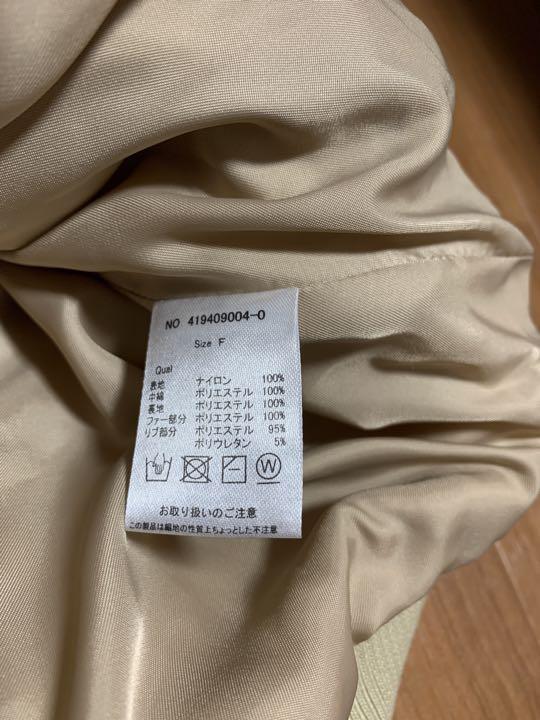 NO 419409004-0
Size F
Qual
表地 ナイロン 100%
中綿 ポリエステル 100%
裏地 ポリエステル 100%
ファー部分 ポリエステル 100%
リブ部分 ポリエステル 95%
ポリウレタン 5%
W
お取り扱いのご注意
この製品は編地の性質上ちょっとした不注意